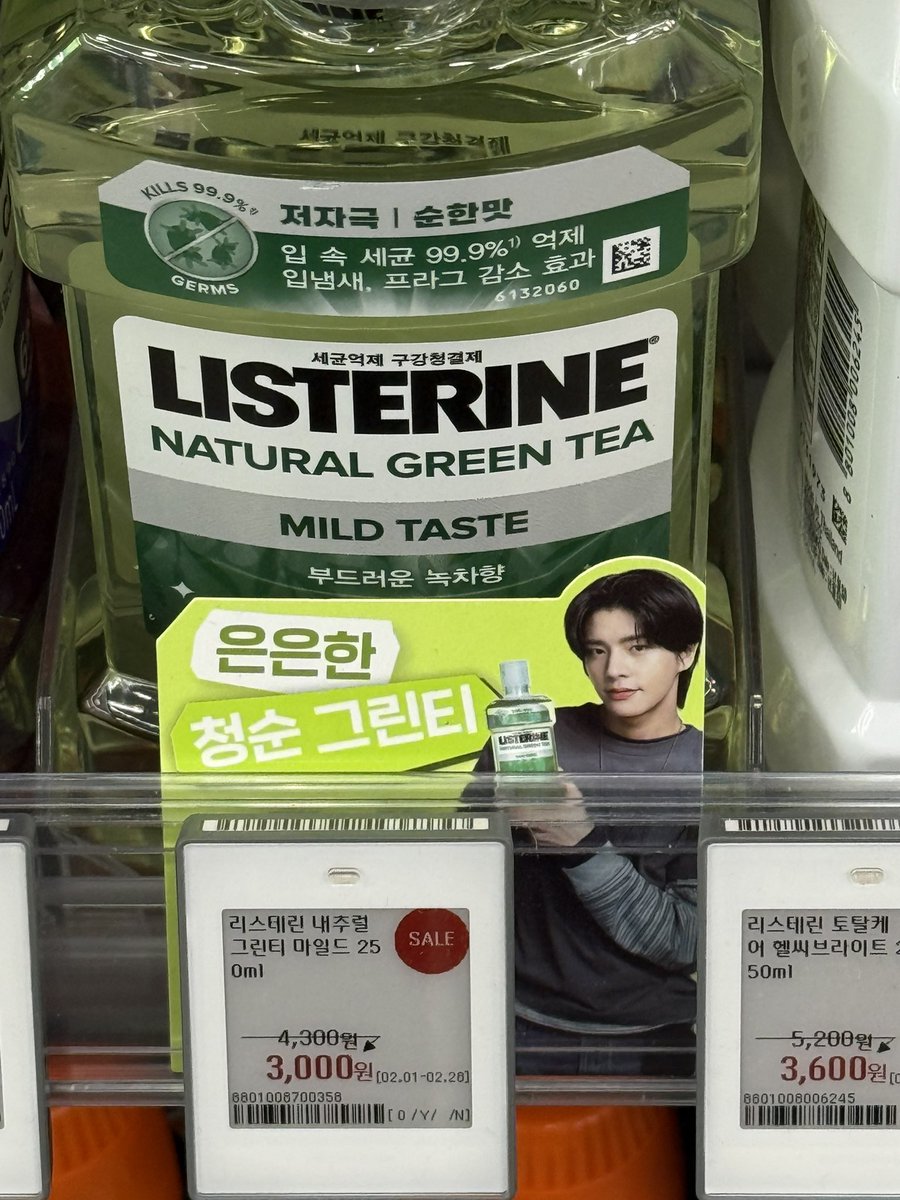 세균억제 구강청결제
KILLS 99.9%¹⁾
GERMS
저자극 | 순한맛
입 속 세균 99.9%¹⁾ 억제
입냄새, 프라그 감소 효과
6132060
세균억제 구강청결제
LISTERINE®
NATURAL GREEN TEA
MILD TASTE
부드러운 녹차향
은은한
청순 그린티
LISTERINE
NATURAL GREEN TEA
리스테린 내추럴
그린티 마일드 25
0ml
SALE
4,300원
3,000원 [02.01-02.28]
8801008700358
[ 0 /Y/ /N]
리스테린 토탈케
어 헬씨브라이트 2
50ml
5,200원
3,600원
8801008006245